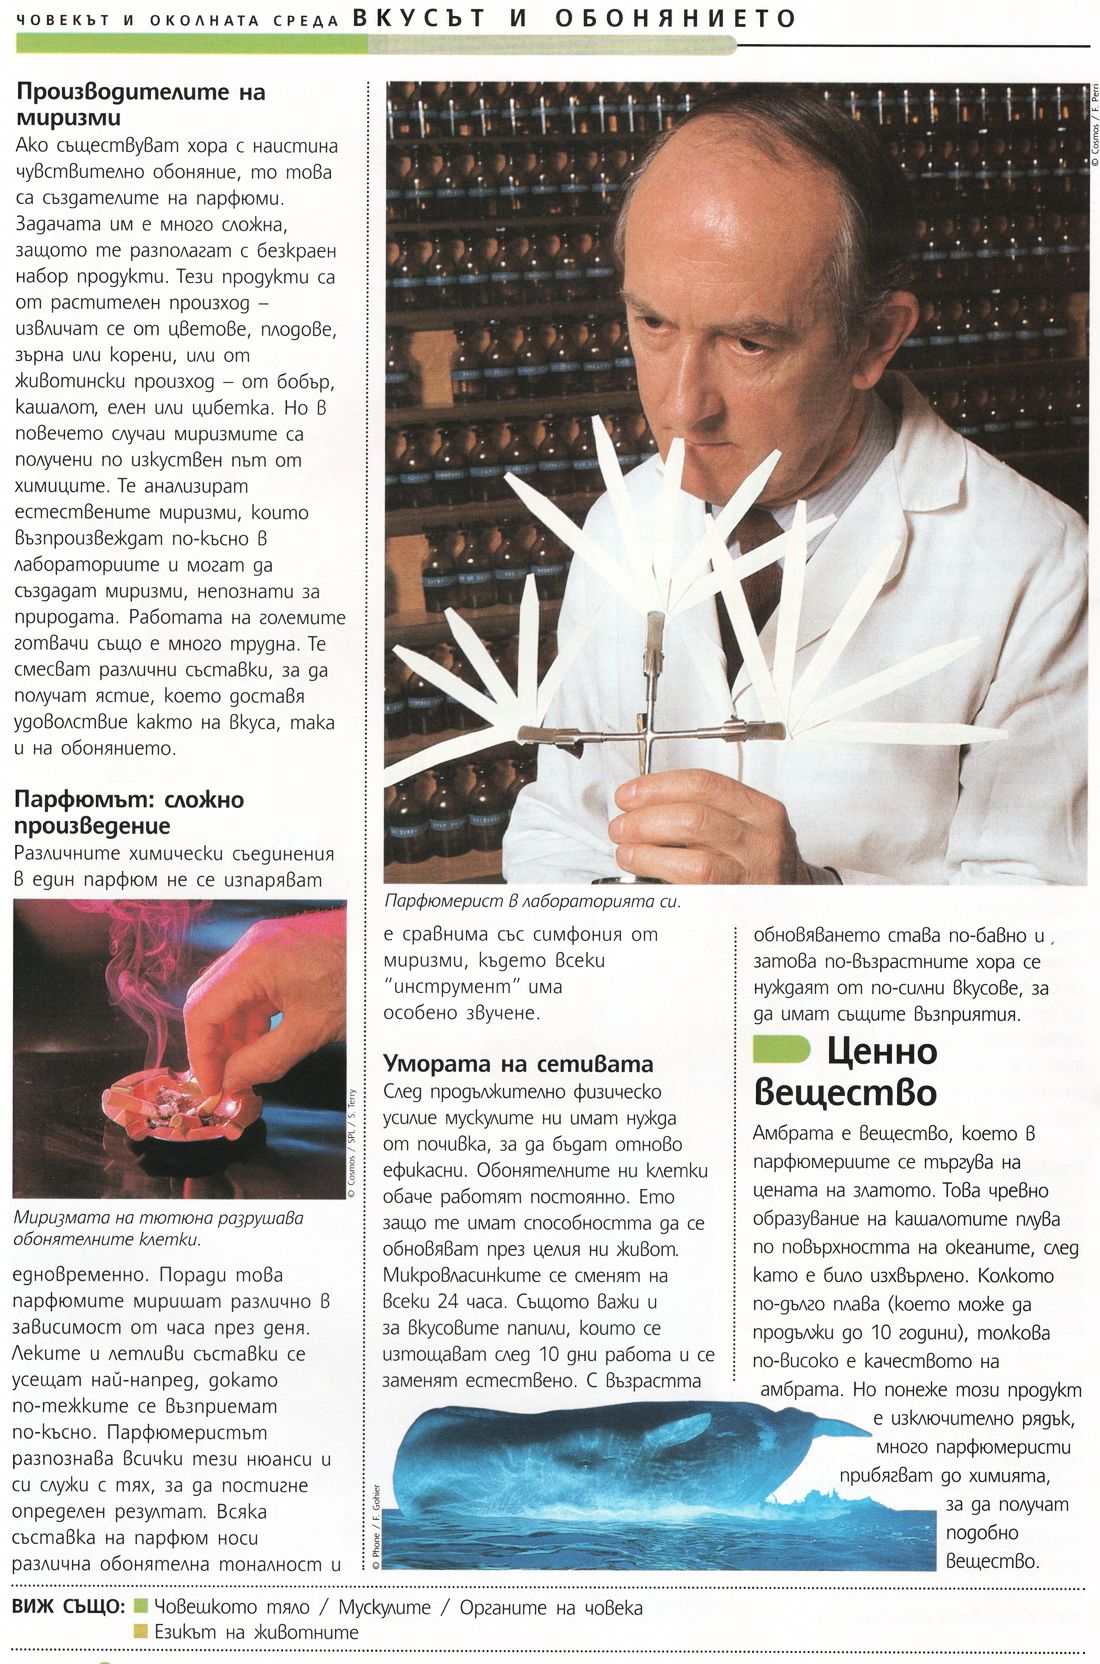 ЧОВЕКЪТ И ОКОЛНАТА СРЕДА ВКУСЪТ И ОБОНЯНИЕТО
Производителите на
миризми
Ако съществуват хора с наистина
чувствително обоняние, то това
са създателите на парфюми.
Задачата им е много сложна,
защото те разполагат с безкраен
набор продукти. Тези продукти са
от растителен произход –
извличат се от цветове, плодове,
зърна или корени, или от
животински произход – от бобър,
кашалот, елен или цибетка. Но в
повечето случаи миризмите са
получени по изкуствен път от
химиците. Те анализират
естествените миризми, които
възпроизвеждат по-късно в
лабораториите и могат да
създадат миризми, непознати за
природата. Работата на големите
готвачи също е много трудна. Те
смесват различни съставки, за да
получат ястие, което доставя
удоволствие както на вкуса, така
и на обонянието.
Парфюмът: сложно
произведение
Различните химически съединения
в един парфюм не се изпаряват
© Cosmos / SPL / S. Terry
Миризмата на тютюна разрушава
обонятелните клетки.
едновременно. Поради това
парфюмите миришат различно в
зависимост от часа през деня.
Леките и летливи съставки се
усещат най-напред, докато
по-тежките се възприемат
по-късно. Парфюмеристът
разпознава всички тези нюанси и
си служи с тях, за да постигне
определен резултат. Всяка
съставка на парфюм носи
различна обонятелна тоналност и
© Cosmos / F. Perri
Парфюмерист в лабораторията си.
е сравнима със симфония от
миризми, където всеки
“инструмент” има
особено звучене.
Умората на сетивата
След продължително физическо
усилие мускулите ни имат нужда
от почивка, за да бъдат отново
ефикасни. Обонятелните ни клетки
обаче работят постоянно. Ето
защо те имат способността да се
обновяват през целия ни живот.
Микровласинките се сменят на
всеки 24 часа. Същото важи и
за вкусовите папили, които се
изтощават след 10 дни работа и се
заменят естествено. С възрастта
обновяването става по-бавно и
затова по-възрастните хора се
нуждаят от по-силни вкусове, за
да имат същите възприятия.
Ценно
вещество
Амбрата е вещество, което в
парфюмериите се търгува на
цената на златото. Това чревно
образувание на кашалотите плува
по повърхността на океаните, след
като е било изхвърлено. Колкото
по-дълго плава (което може да
продължи до 10 години), толкова
по-високо е качеството на
амбрата. Но понеже този продукт
е изключително рядък,
много парфюмеристи
прибягват до химията,
за да получат
подобно
вещество.
© Phone / F. Gohier
ВИЖ СЪЩО: Човешкото тяло / Мускулите / Органите на човека
Езикът на животните